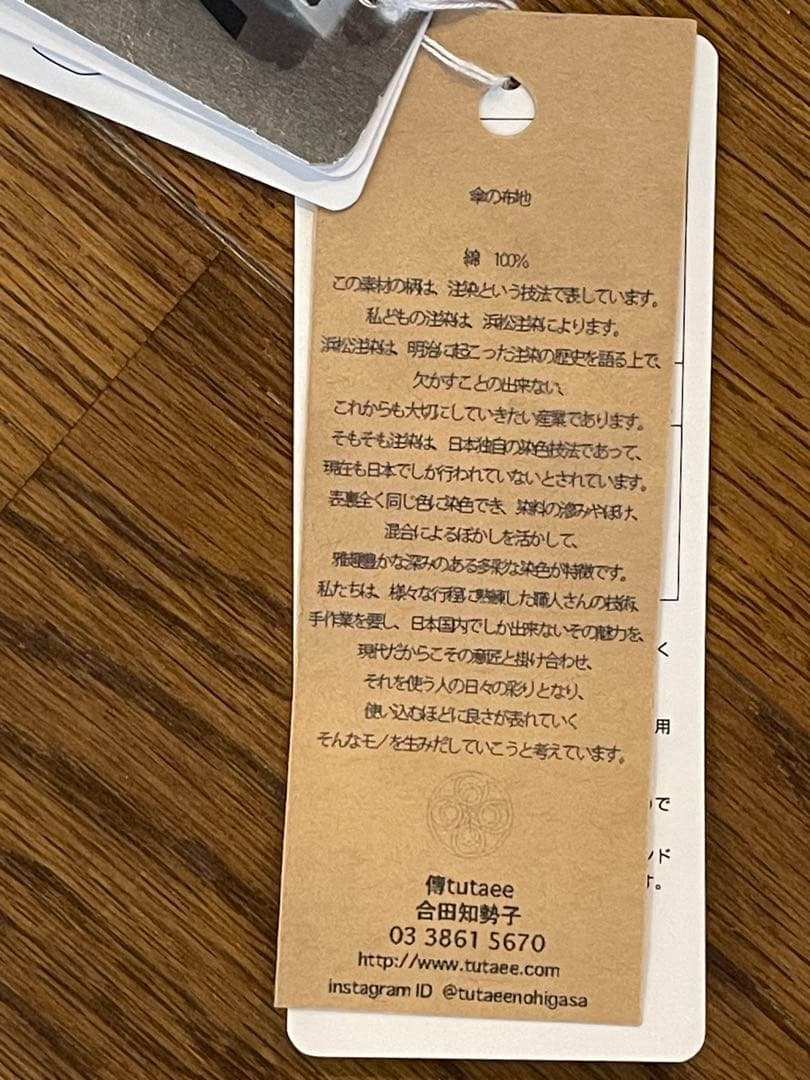 傘の布地
綿 100%
この素材の柄は、注染という技法で表しています。
私どもの注染は、浜松注染によります。
浜松注染は、明治に起こった注染の歴史を語る上で、
欠かすことの出来ない、
これからも大切にしていきたい産業であります。
そもそも注染は、日本独自の染色技法であって、
現在も日本でしか行われていないとされています。
表裏全く同じ色に染色でき、染料の滲みやぼけ、
混合によるぼかしを活かして、
雅趣豊かな深みのある多彩な染色が特徴です。
私たちは、様々な行程に熟練した職人さんの技術、
手作業を要し、日本国内でしか出来ないその魅力を、
現代だからこその意匠と掛け合わせ、
それを使う人の日々の彩りとなり、
使い込むほどに良さが表れていく
そんなモノを生みだしていこうと考えています。
傳tutaee
合田知勢子
03 3861 5670
http://www.tutaee.com
instagram ID @tutaeenohigasa
く
用
で
ンド
す。